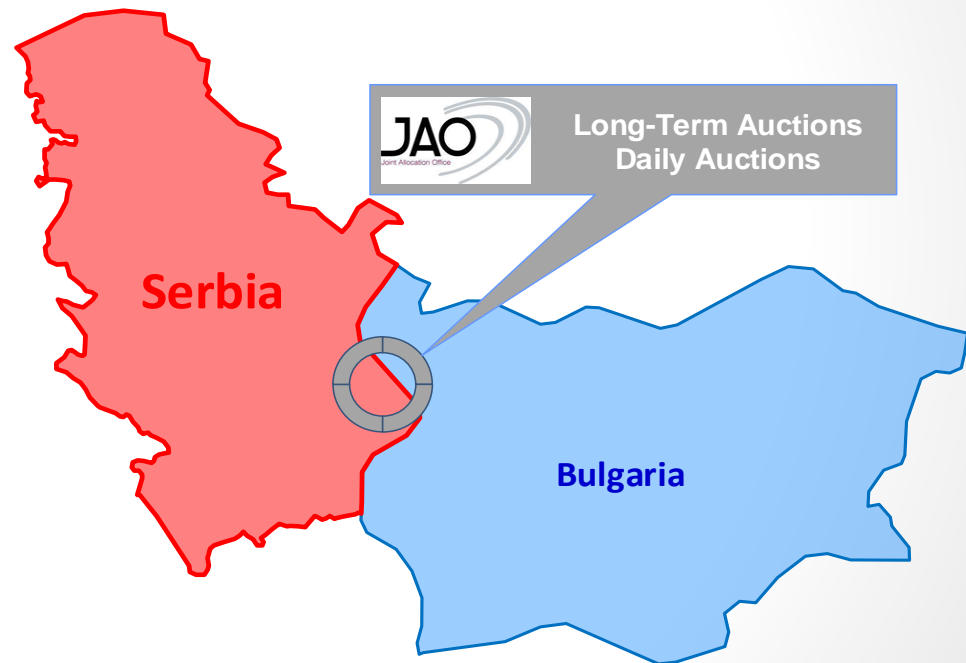 JAO
Joint Allocation Office
Long-Term Auctions
Daily Auctions
Serbia
Bulgaria